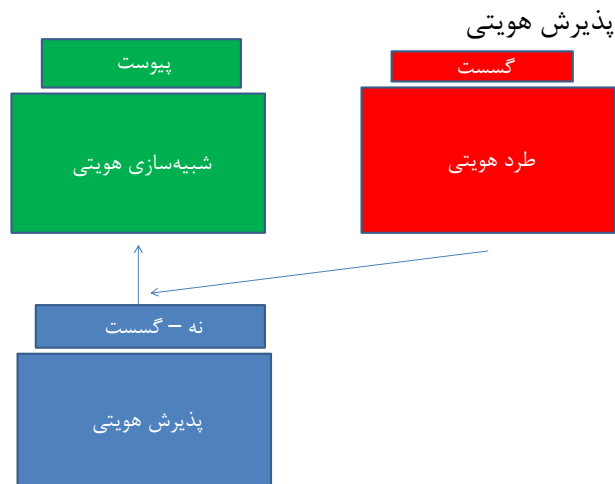 پذیرش هویتی
گسست
طرد هویتی
پیوست
شبیه‌سازی هویتی
نه – گسست
پذیرش هویتی